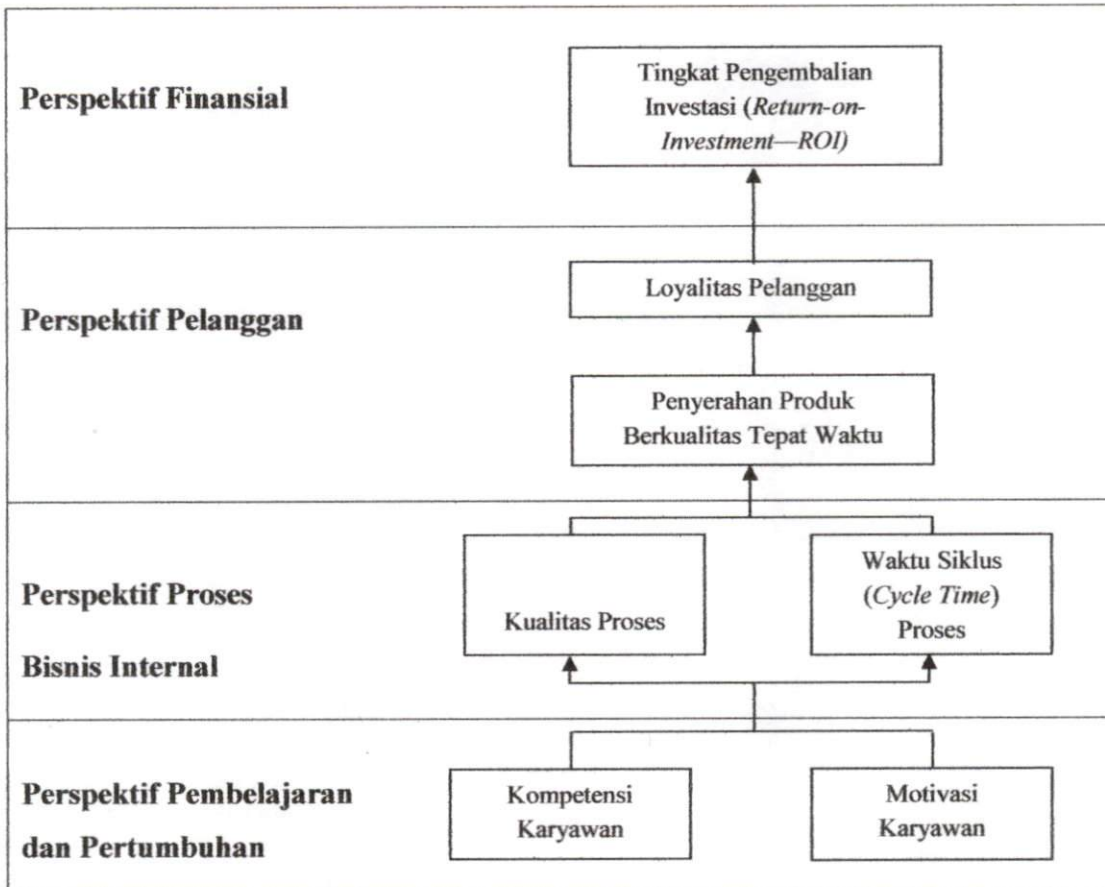 Perspektif Finansial
Tingkat Pengembalian
Investasi (Return-on-
Investment—ROI)
Perspektif Pelanggan
Loyalitas Pelanggan
Penyerahan Produk
Berkualitas Tepat Waktu
Perspektif Proses
Bisnis Internal
Kualitas Proses
Waktu Siklus
(Cycle Time)
Proses
Perspektif Pembelajaran
dan Pertumbuhan
Kompetensi
Karyawan
Motivasi
Karyawan